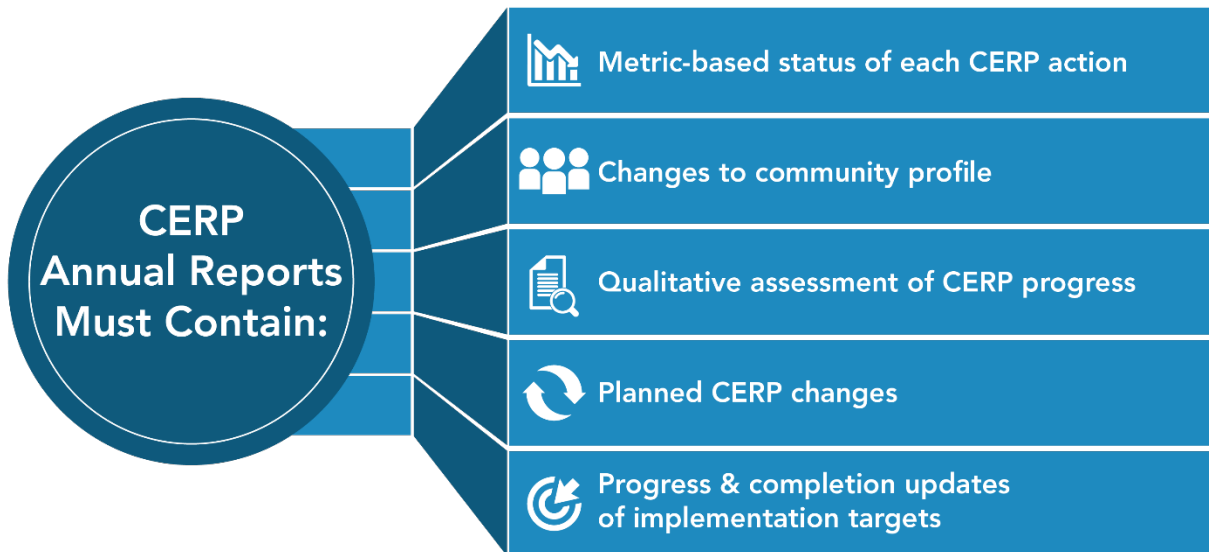 CERP
Annual Reports
Must Contain:
Metric-based status of each CERP action
Changes to community profile
Qualitative assessment of CERP progress
Planned CERP changes
Progress & completion updates
of implementation targets